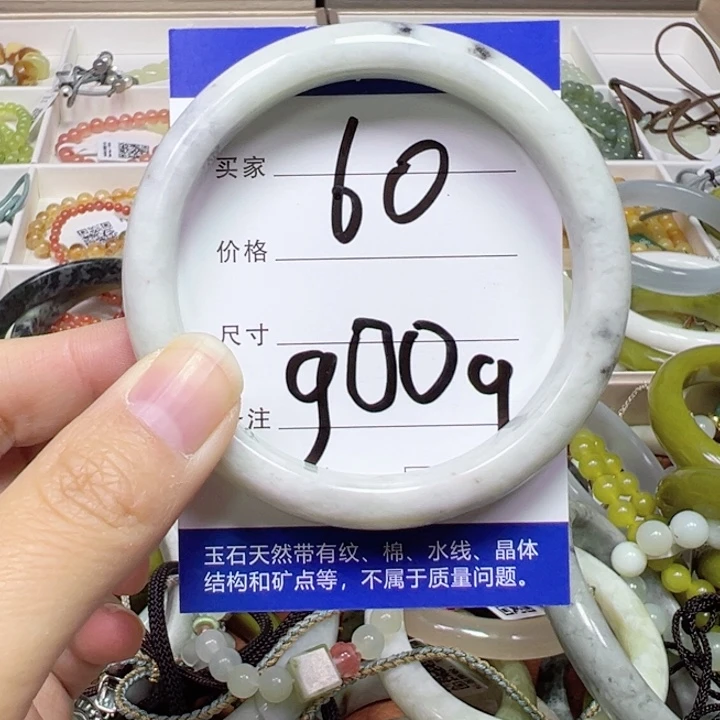 买家 60
价格
尺寸
900g
注
玉石天然带有纹、棉、水线、晶体
结构和矿点等，不属于质量问题。